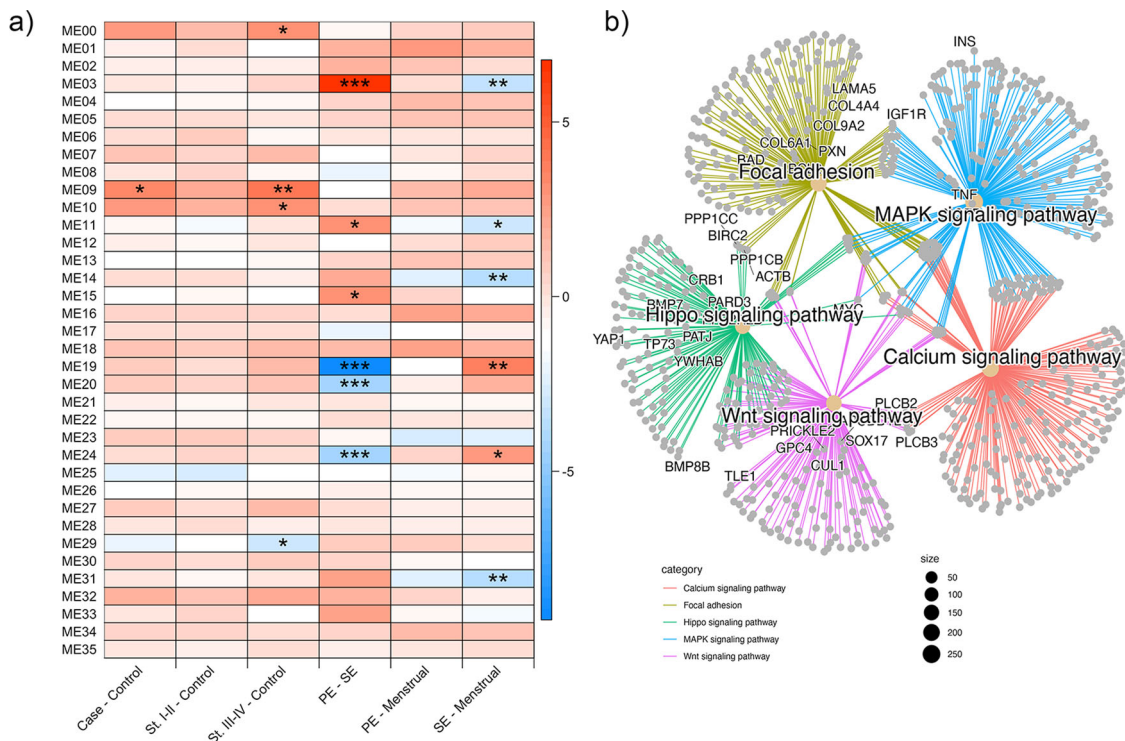 a)
ME00 *
ME01
ME02
ME03 *** **
ME04
ME05
ME06
ME07
ME08
ME09 * **
ME10 *
ME11 * *
ME12
ME13
ME14 **
ME15 *
ME16
ME17
ME18
ME19 *** **
ME20 ***
ME21
ME22
ME23
ME24 *** *
ME25
ME26
ME27
ME28
ME29 *
ME30
ME31 **
ME32
ME33
ME34
ME35
Case - Control
St. I-II - Control
St. III-IV - Control
PE - SE
PE - Menstrual
SE - Menstrual
5
0
-5
b)
INS
LAMA5
COL4A4
IGF1R
COL9A2
COL6A1
PXN
BAD
Focal adhesion
TNF
MAPK signaling pathway
PPP1CC
BIRC2
PPP1CB
ACTB
CRB1
BMP7
PARD3
MYC
Hippo signaling pathway
YAP1
TP73
PATJ
YWHAB
Calcium signaling pathway
PLCB2
Wnt signaling pathway
PRICKLE2
SOX17
PLCB3
GPC4
CUL1
BMP8B
TLE1
category
Calcium signaling pathway
Focal adhesion
Hippo signaling pathway
MAPK signaling pathway
Wnt signaling pathway
size
50
100
150
200
250